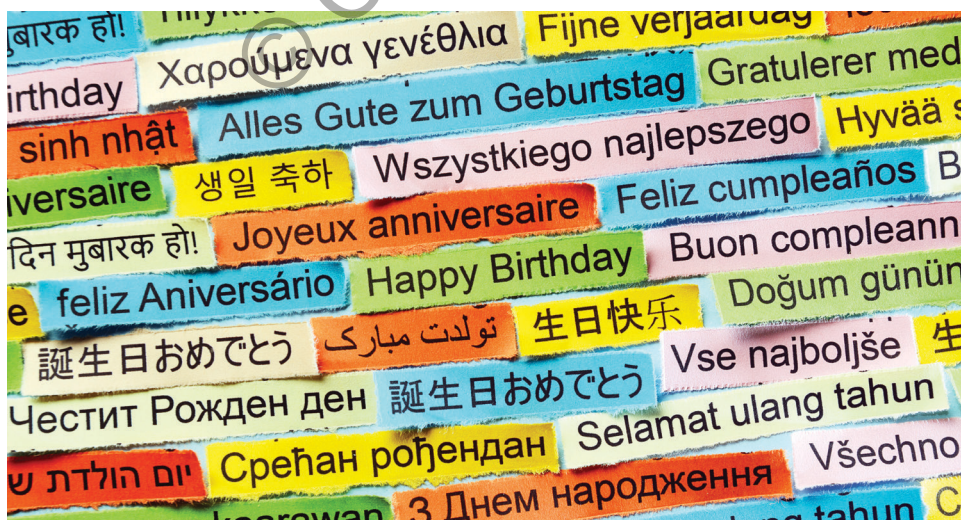 बारक हो!
Fijne verjaardag
irthday
Χαρούμενα γενέθλια
Gratulerer med
sinh nhật
Alles Gute zum Geburtstag
Hyvää
iversaire
생일 축하
Wszystkiego najlepszego
Feliz cumpleaños
B
दिन मुबारक हो!
Joyeux anniversaire
Buon compleann
e
feliz Aniversário
Happy Birthday
Doğum günün
誕生日おめでとう
تولدت مبارک
生日快乐
Vse najboljše
生
Честит Рожден ден
誕生日おめでとう
Selamat ulang tahun
יום הולדת ש
Срећан рођендан
Všechno
З Днем народження
tahun
C
©